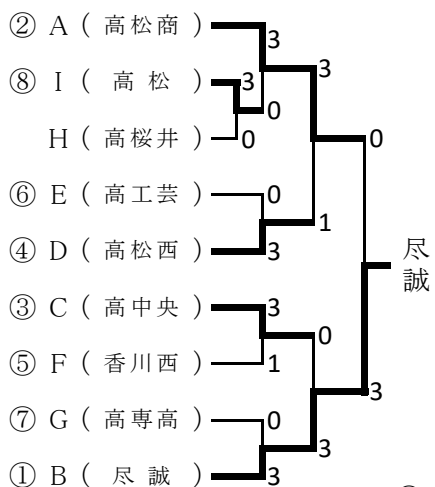 ② A ( 高松商 )
3
3
⑧ I ( 高 松 )
3
0
H ( 高桜井 )
0
0
⑥ E ( 高工芸 )
0
1
④ D ( 高松西 )
3
尽誠
③ C ( 高中央 )
3
0
⑤ F ( 香川西 )
1
3
⑦ G ( 高専高 )
0
3
① B ( 尽 誠 )
3